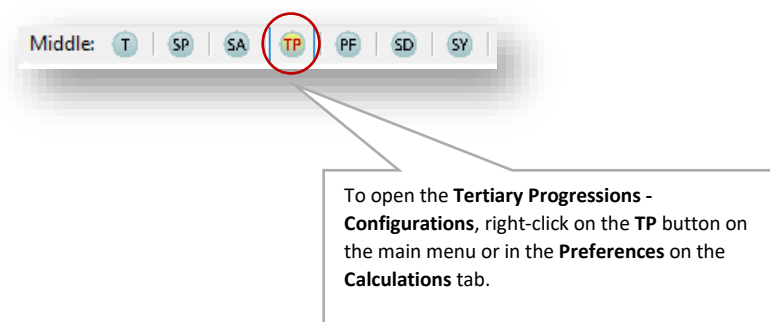 Middle: T SP SA TP PF SD SY
To open the Tertiary Progressions -
Configurations, right-click on the TP button on
the main menu or in the Preferences on the
Calculations tab.